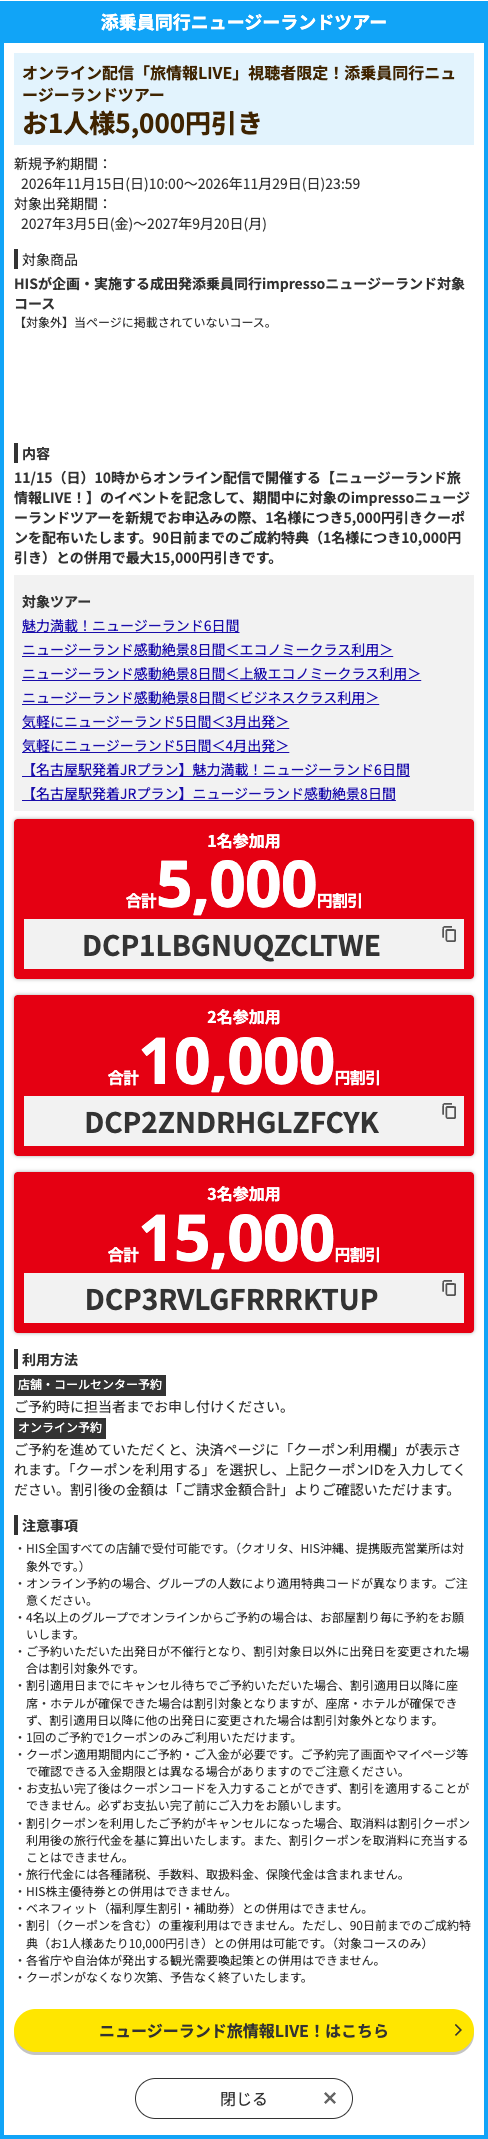 添乗員同行ニュージーランドツアー
オンライン配信「旅情報LIVE」視聴者限定！添乗員同行ニュ
ージーランドツアー
お1人様5,000円引き
新規予約期間：
2026年11月15日(日)10:00～2026年11月29日(日)23:59
対象出発期間：
2027年3月5日(金)～2027年9月20日(月)
対象商品
HISが企画・実施する成田発添乗員同行impressoニュージーランド対象
コース
【対象外】当ページに掲載されていないコース。
内容
11/15（日）10時からオンライン配信で開催する【ニュージーランド旅
情報LIVE！】のイベントを記念して、期間中に対象のimpressoニュージ
ーランドツアーを新規でお申込みの際、1名様につき5,000円引きクーポ
ンを配布いたします。90日前までのご成約特典（1名様につき10,000円
引き）との併用で最大15,000円引きです。
対象ツアー
魅力満載！ニュージーランド6日間
ニュージーランド感動絶景8日間＜エコノミークラス利用＞
ニュージーランド感動絶景8日間＜上級エコノミークラス利用＞
ニュージーランド感動絶景8日間＜ビジネスクラス利用＞
気軽にニュージーランド5日間＜3月出発＞
気軽にニュージーランド5日間＜4月出発＞
【名古屋駅発着JRプラン】魅力満載！ニュージーランド6日間
【名古屋駅発着JRプラン】ニュージーランド感動絶景8日間
1名参加用
合計5,000円割引
DCP1LBGNUQZCLTWE
2名参加用
合計10,000円割引
DCP2ZNDRHGLZFCYK
3名参加用
合計15,000円割引
DCP3RVLGFRRRKTUP
利用方法
店舗・コールセンター予約
ご予約時に担当者までお申し付けください。
オンライン予約
ご予約を進めていただくと、決済ページに「クーポン利用欄」が表示さ
れます。「クーポンを利用する」を選択し、上記クーポンIDを入力してく
ださい。割引後の金額は「ご請求金額合計」よりご確認いただけます。
注意事項
・HIS全国すべての店舗で受付可能です。（クオリタ、HIS沖縄、提携販売営業所は対
象外です。）
・オンライン予約の場合、グループの人数により適用特典コードが異なります。ご注
意ください。
・4名以上のグループでオンラインからご予約の場合は、お部屋割り毎に予約をお願
いします。
・ご予約いただいた出発日が不催行となり、割引対象日以外に出発日を変更された場
合は割引対象外です。
・割引適用日までにキャンセル待ちでご予約いただいた場合、割引適用日以降に座
席・ホテルが確保できた場合は割引対象となりますが、座席・ホテルが確保でき
ず、割引適用日以降に他の出発日に変更された場合は割引対象外となります。
・1回のご予約で1クーポンのみご利用いただけます。
・クーポン適用期間内にご予約・ご入金が必要です。ご予約完了画面やマイページ等
で確認できる入金期限とは異なる場合がありますのでご注意ください。
・お支払い完了後はクーポンコードを入力することができず、割引を適用することが
できません。必ずお支払い完了前にご入力をお願いします。
・割引クーポンを利用したご予約がキャンセルになった場合、取消料は割引クーポン
利用後の旅行代金を基に算出いたします。また、割引クーポンを取消料に充当する
ことはできません。
・旅行代金には各種諸税、手数料、取扱料金、保険代金は含まれません。
・HIS株主優待券との併用はできません。
・ベネフィット（福利厚生割引・補助券）との併用はできません。
・割引（クーポンを含む）の重複利用はできません。ただし、90日前までのご成約特
典（お1人様あたり10,000円引き）との併用は可能です。（対象コースのみ）
・各省庁や自治体が発出する観光需要喚起策との併用はできません。
・クーポンがなくなり次第、予告なく終了いたします。
ニュージーランド旅情報LIVE！はこちら
閉じる